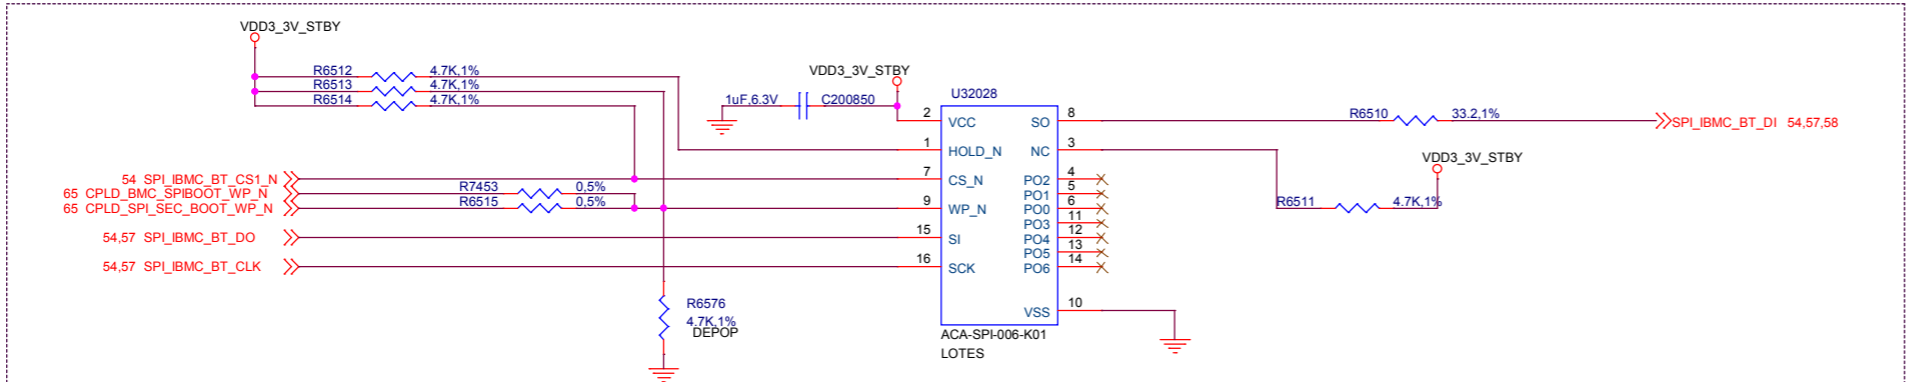 VDD3_3V_STBY
R6512 4.7K,1%
R6513 4.7K,1%
R6514 4.7K,1%
VDD3_3V_STBY
1uF,6.3V C200850
U32028
2 VCC SO 8
1 HOLD_N NC 3
7 CS_N PO2 4
PO1 5
9 WP_N PO0 6
PO3 11
15 SI PO4 12
PO5 13
16 SCK PO6 14
VSS 10
ACA-SPI-006-K01
LOTES
R6510 33.2,1%
SPI_IBMC_BT_DI 54,57,58
VDD3_3V_STBY
R6511 4.7K,1%
54 SPI_IBMC_BT_CS1_N
65 CPLD_BMC_SPIBOOT_WP_N R7453 0,5%
65 CPLD_SPI_SEC_BOOT_WP_N R6515 0,5%
54,57 SPI_IBMC_BT_DO
54,57 SPI_IBMC_BT_CLK
R6576
4.7K,1%
DEPOP